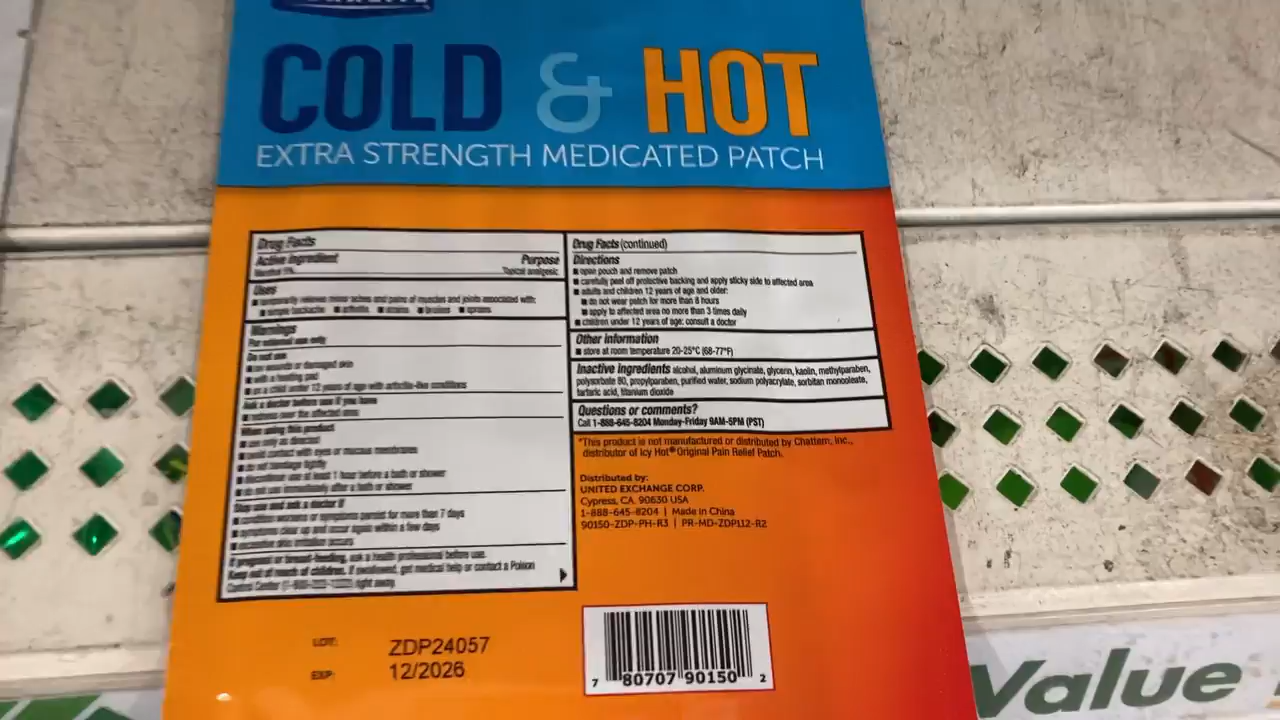 COLD & HOT
EXTRA STRENGTH MEDICATED PATCH
Drug Facts
Active ingredient Purpose
Topical analgesic
Uses
■ temporarily relieves minor aches and pains of muscles and joints associated with:
■ simple backache ■ arthritis ■ strains ■ bruises ■ sprains
Warnings
For external use only
Do not use
■ on wounds or damaged skin
■ with a heating pad
■ on a child under 12 years of age with arthritis-like conditions
Ask a doctor before use if you have
■ redness over the affected area
When using this product
■ use only as directed
■ avoid contact with eyes or mucous membranes
■ do not bandage tightly
■ discontinue use at least 1 hour before a bath or shower
■ do not use immediately after a bath or shower
Stop use and ask a doctor if
■ condition worsens or symptoms persist for more than 7 days
■ symptoms clear up and occur again within a few days
■ excessive skin irritation occurs
If pregnant or breast-feeding, ask a health professional before use.
Keep out of reach of children. If swallowed, get medical help or contact a Poison
Control Center right away.
Drug Facts (continued)
Directions
■ open pouch and remove patch
■ carefully peel off protective backing and apply sticky side to affected area
■ adults and children 12 years of age and older:
■ do not wear patch for more than 8 hours
■ apply to affected area no more than 3 times daily
■ children under 12 years of age: consult a doctor
Other information
■ store at room temperature 20-25°C (68-77°F)
Inactive ingredients alcohol, aluminum glycinate, glycerin, kaolin, methylparaben,
polysorbate 80, propylparaben, purified water, sodium polyacrylate, sorbitan monooleate,
tartaric acid, titanium dioxide
Questions or comments?
Call 1-888-645-8204 Monday-Friday 9AM-5PM (PST)
*This product is not manufactured or distributed by Chattem, Inc.,
distributor of Icy Hot® Original Pain Relief Patch.
Distributed by:
UNITED EXCHANGE CORP.
Cypress, CA. 90630 USA
1-888-645-8204 | Made in China
90150-ZDP-PH-R3 | PR-MD-ZDP112-R2
LOT: ZDP24057
EXP: 12/2026
7 80707 90150 2
Value